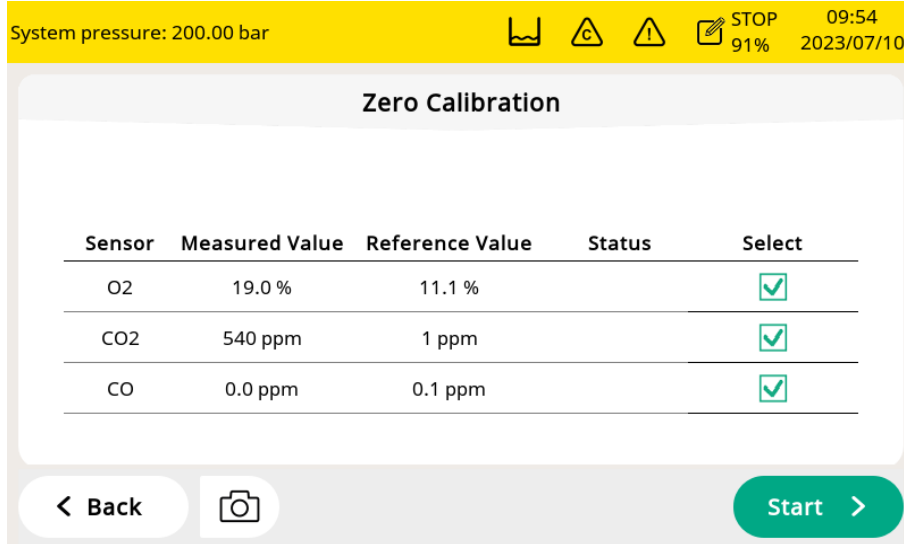 System pressure: 200.00 bar
C
!
STOP
91%
09:54
2023/07/10
Zero Calibration
Sensor Measured Value Reference Value Status Select
O2 19.0 % 11.1 %
CO2 540 ppm 1 ppm
CO 0.0 ppm 0.1 ppm
Back
Start